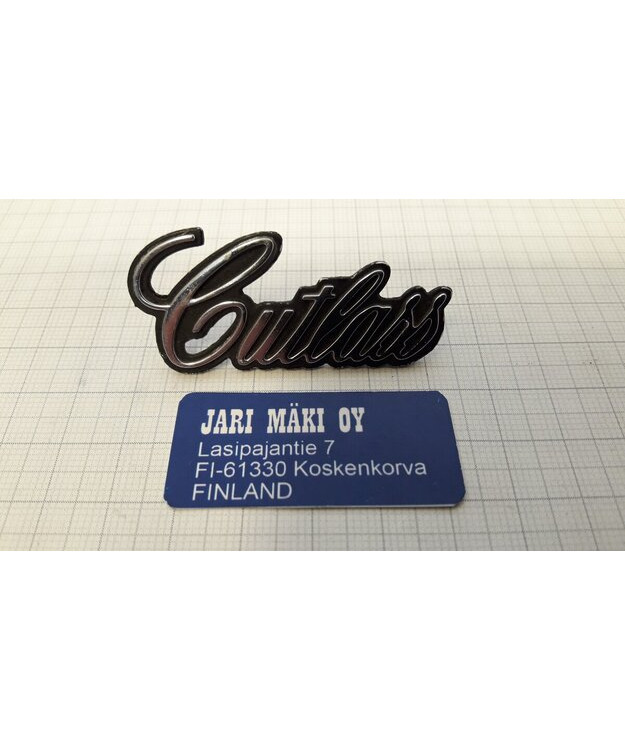 Cutlass
JARI MÄKI OY
Lasipajantie 7
FI-61330 Koskenkorva
FINLAND